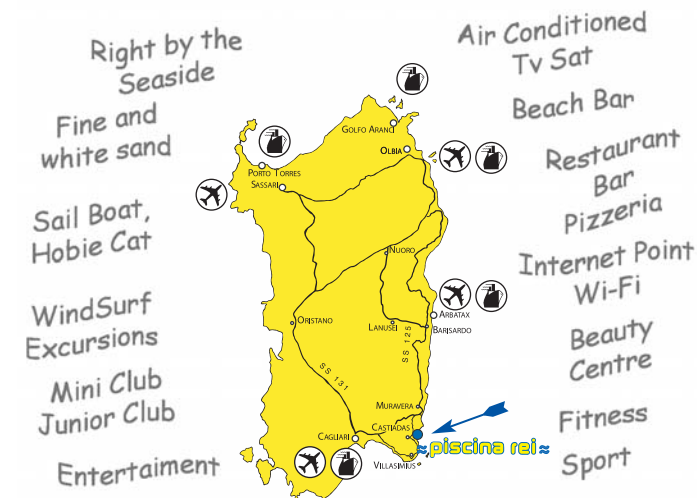 Right by the
Seaside
Fine and
white sand
Sail Boat,
Hobie Cat
WindSurf
Excursions
Mini Club
Junior Club
Entertaiment
GOLFO ARANCI
OLBIA
PORTO TORRES
SASSARI
NUORO
ORISTANO
ARBATAX
LANUSEI
BARISARDO
SS 125
SS 131
MURAVERA
CASTIADAS
CAGLIARI
≈piscina rei≈
VILLASIMIUS
Air Conditioned
Tv Sat
Beach Bar
Restaurant
Bar
Pizzeria
Internet Point
Wi-Fi
Beauty
Centre
Fitness
Sport